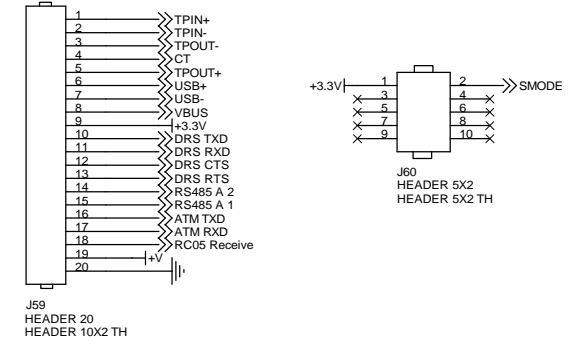 1 TPIN+
2 TPIN-
3 TPOUT-
4 CT
5 TPOUT+
6 USB+
7 USB-
8 VBUS
9 +3.3V
10 DRS TXD
11 DRS RXD
12 DRS CTS
13 DRS RTS
14 RS485 A 2
15 RS485 A 1
16 ATM TXD
17 ATM RXD
18 RC05 Receive
19 +V
20
J59
HEADER 20
HEADER 10X2 TH
+3.3V 1 2 SMODE
3 4
5 6
7 8
9 10
J60
HEADER 5X2
HEADER 5X2 TH